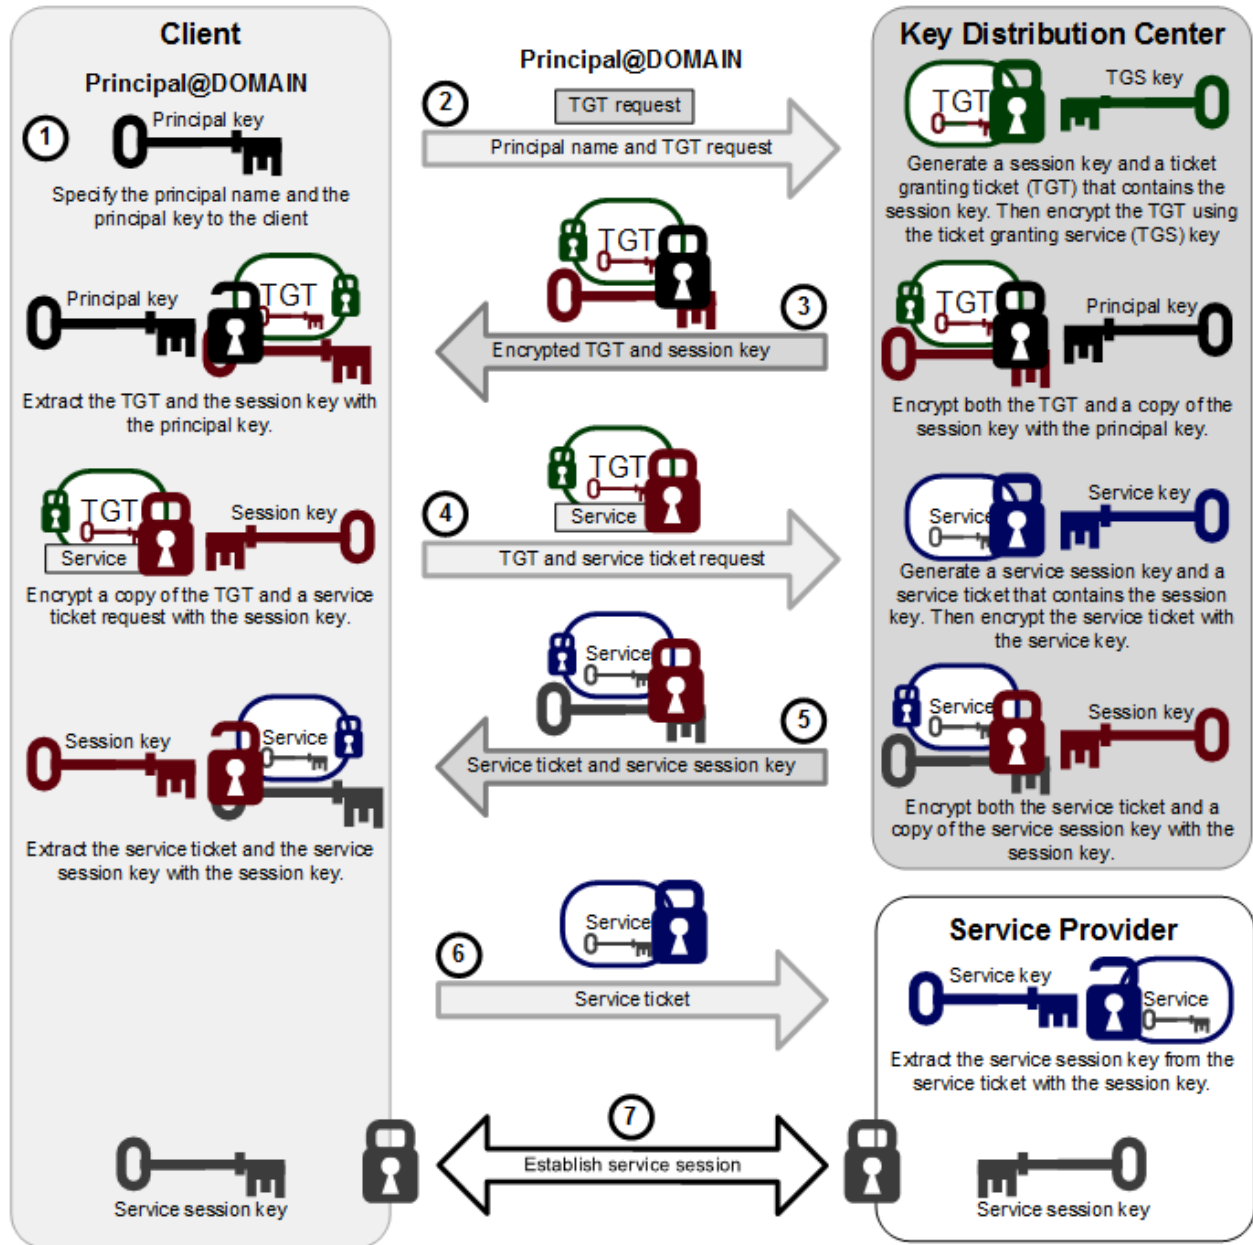 Client
Principal@DOMAIN
1
Principal key
Specify the principal name and the
principal key to the client
Principal key
TGT
Extract the TGT and the session key with
the principal key.
TGT
Service
Session key
Encrypt a copy of the TGT and a service
ticket request with the session key.
Session key
Service
Extract the service ticket and the service
session key with the session key.
Service session key
Principal@DOMAIN
2
TGT request
Principal name and TGT request
TGT
3
Encrypted TGT and session key
TGT
Service
4
TGT and service ticket request
Service
5
Service ticket and service session key
Service
6
Service ticket
7
Establish service session
Key Distribution Center
TGT
TGS key
Generate a session key and a ticket
granting ticket (TGT) that contains the
session key. Then encrypt the TGT using
the ticket granting service (TGS) key
TGT
Principal key
Encrypt both the TGT and a copy of the
session key with the principal key.
Service
Service key
Generate a service session key and a
service ticket that contains the session
key. Then encrypt the service ticket with
the service key.
Service
Session key
Encrypt both the service ticket and a
copy of the service session key with the
session key.
Service Provider
Service key
Service
Extract the service session key from the
service ticket with the session key.
Service session key